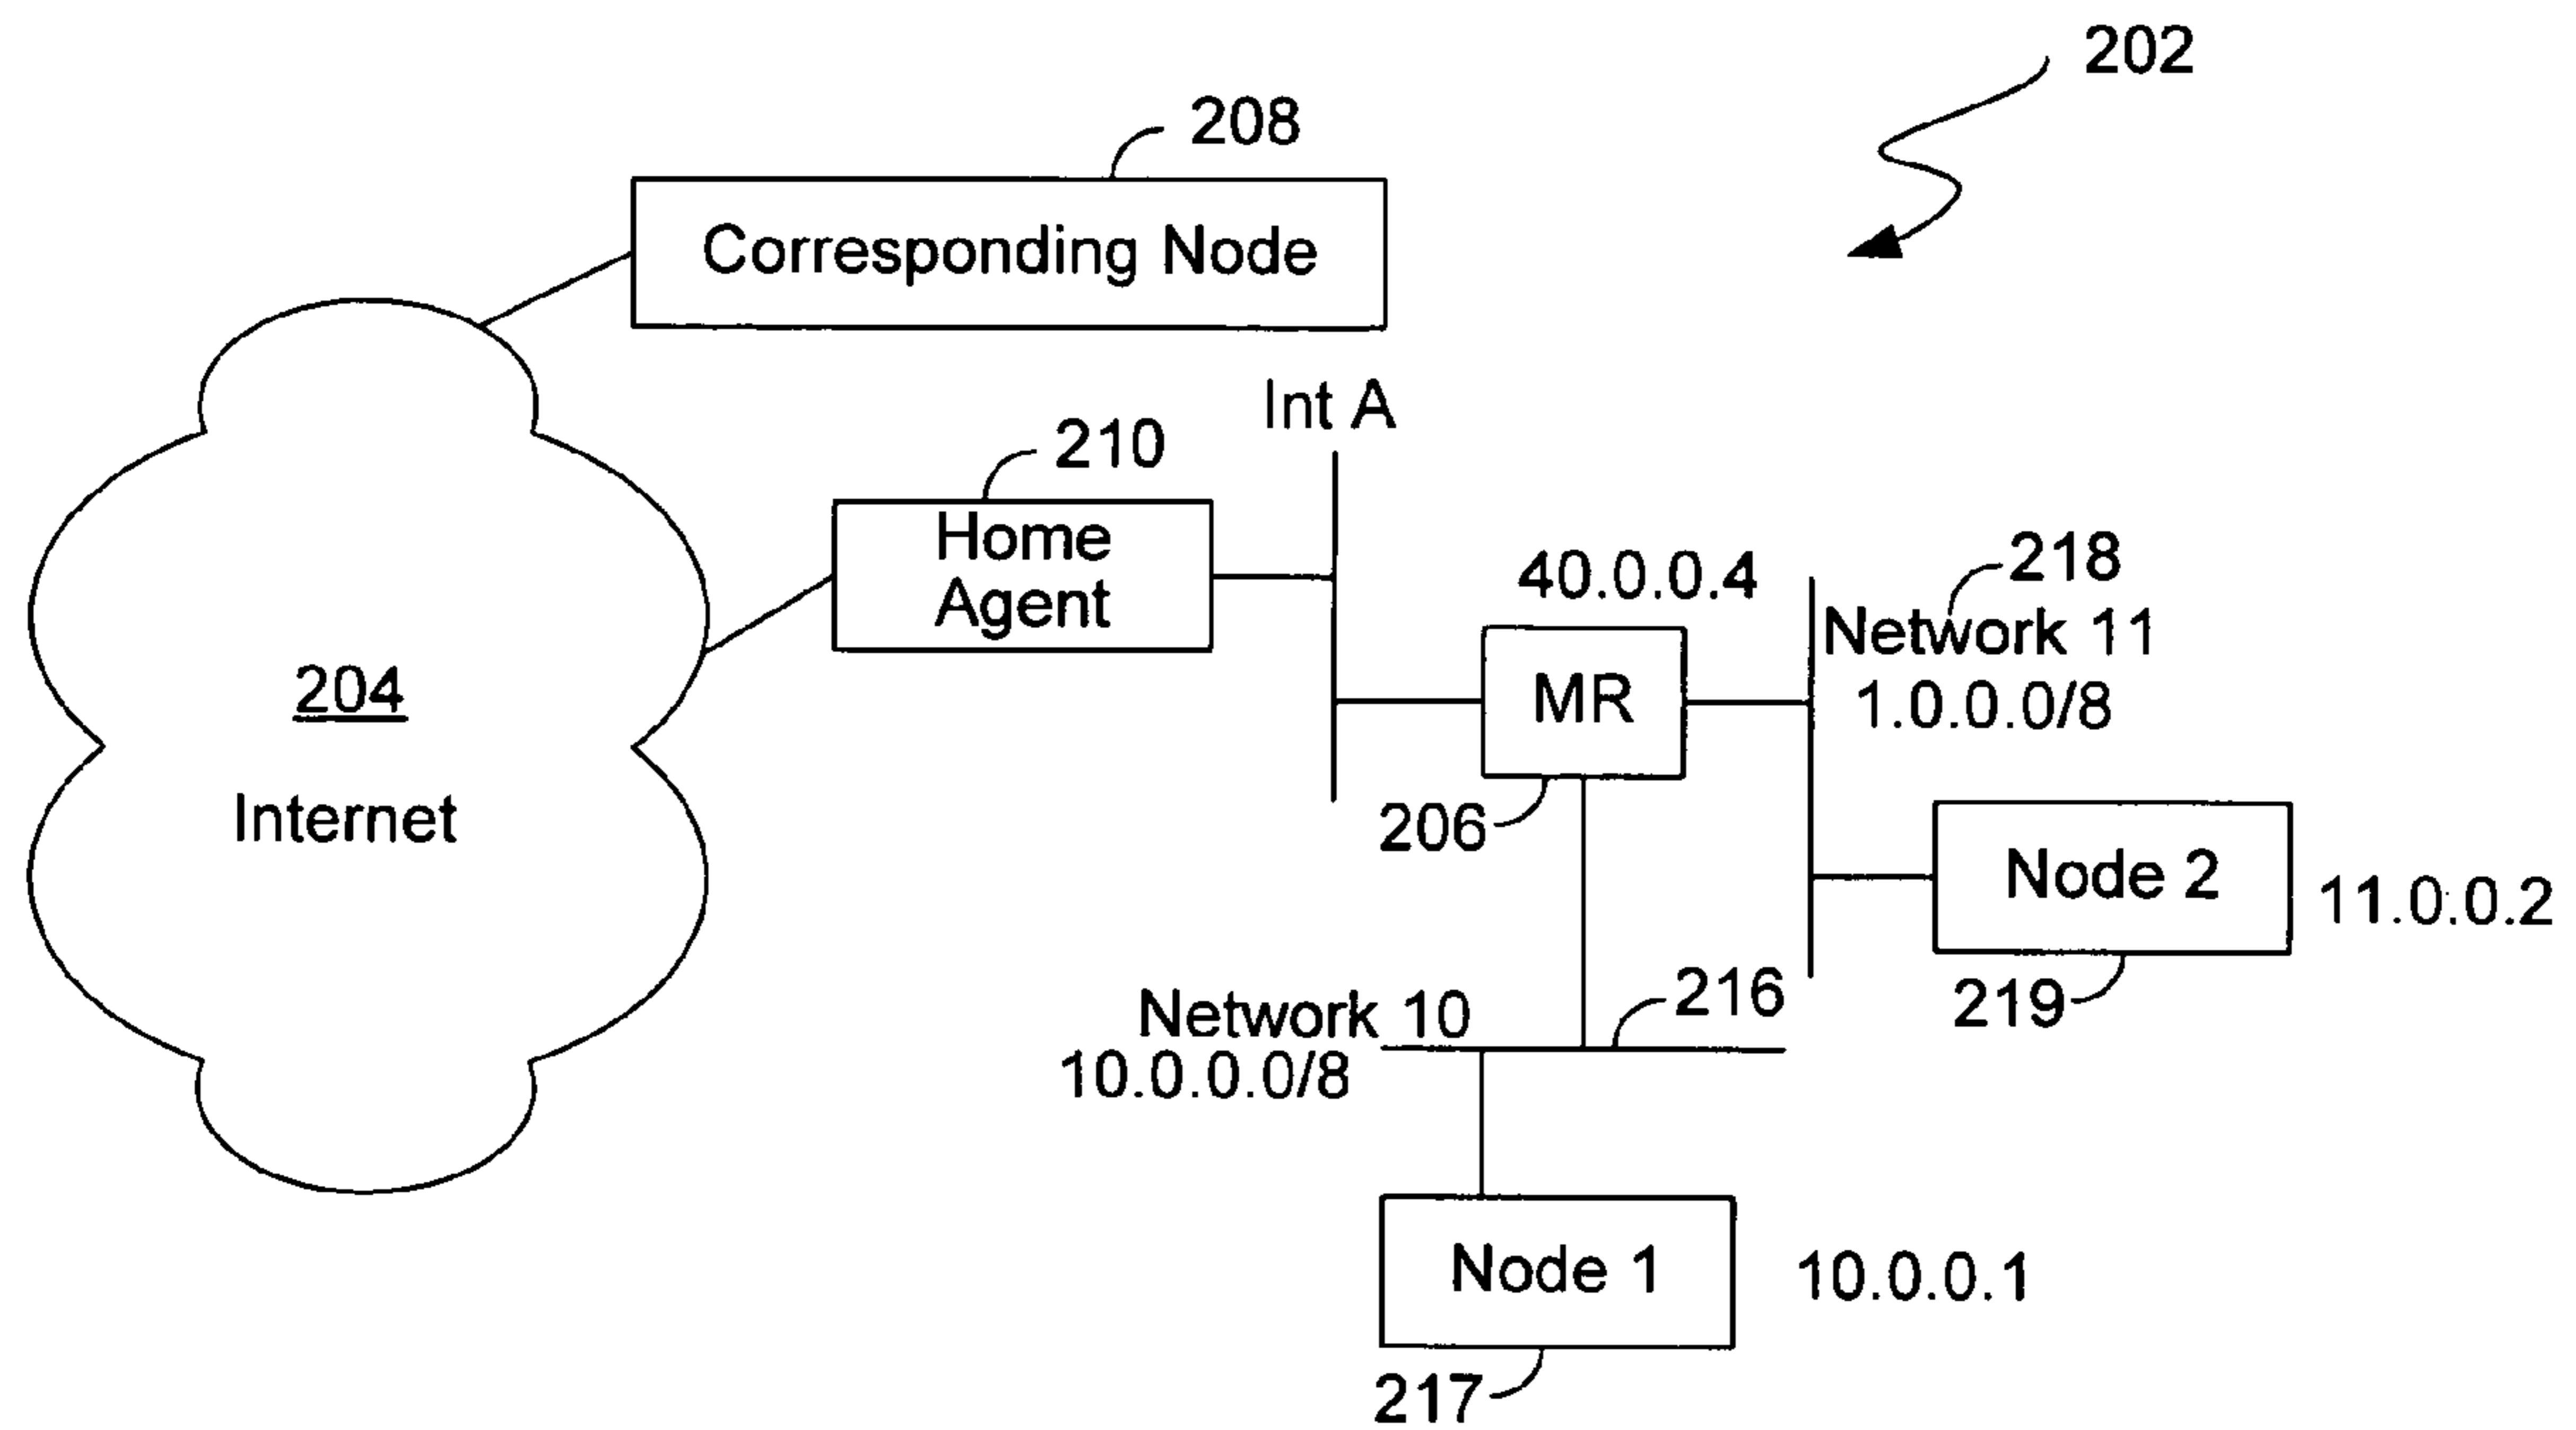 202
208
Corresponding Node
Int A
210
Home
Agent
40.0.0.4
218
Network 11
1.0.0.0/8
MR
204
Internet
206
Node 2
11.0.0.2
219
216
Network 10
10.0.0.0/8
Node 1
10.0.0.1
217